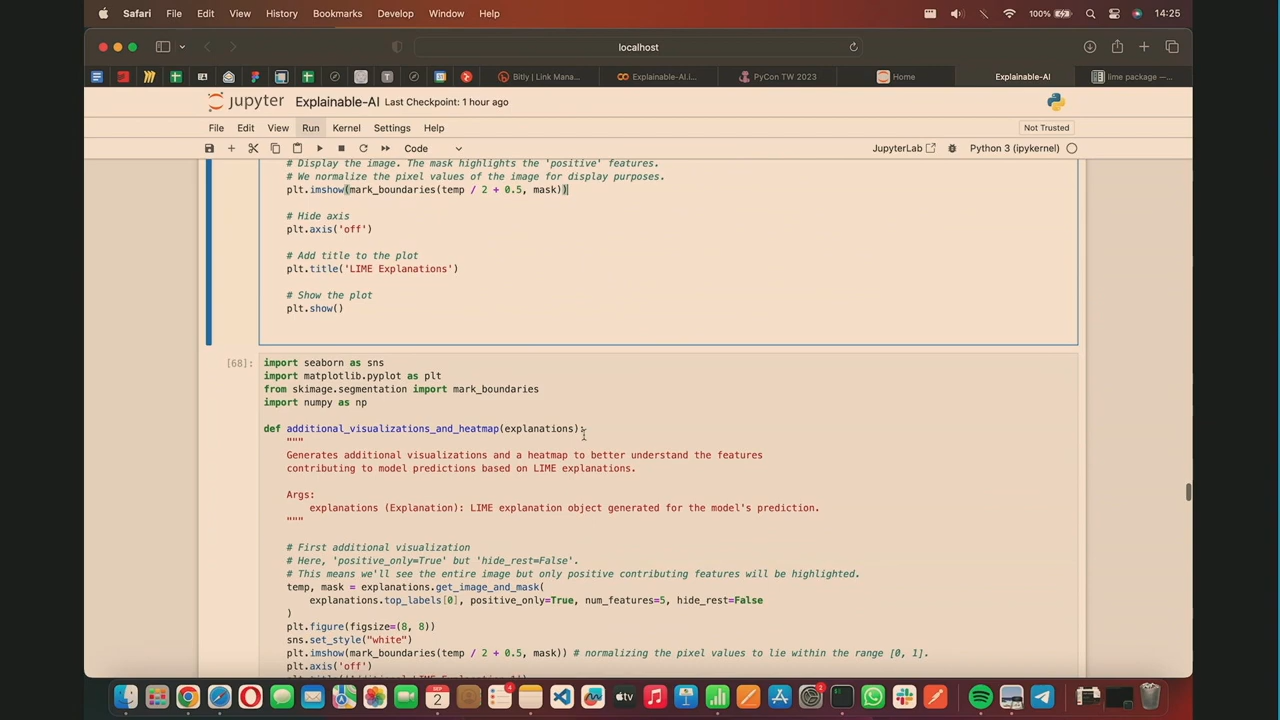 Safari File Edit View History Bookmarks Develop Window Help 100% 14:25
localhost
Bitly | Link Mana... Explainable-AI.i... PyCon TW 2023 Home Explainable-AI lime package —...
Jupyter Explainable-AI Last Checkpoint: 1 hour ago
File Edit View Run Kernel Settings Help Not Trusted
Code JupyterLab Python 3 (ipykernel)
# Display the image. The mask highlights the 'positive' features.
# We normalize the pixel values of the image for display purposes.
plt.imshow(mark_boundaries(temp / 2 + 0.5, mask))
# Hide axis
plt.axis('off')
# Add title to the plot
plt.title('LIME Explanations')
# Show the plot
plt.show()
[68]: import seaborn as sns
import matplotlib.pyplot as plt
from skimage.segmentation import mark_boundaries
import numpy as np
def additional_visualizations_and_heatmap(explanations):
"""
Generates additional visualizations and a heatmap to better understand the features
contributing to model predictions based on LIME explanations.
Args:
explanations (Explanation): LIME explanation object generated for the model's prediction.
"""
# First additional visualization
# Here, 'positive_only=True' but 'hide_rest=False'.
# This means we'll see the entire image but only positive contributing features will be highlighted.
temp, mask = explanations.get_image_and_mask(
explanations.top_labels[0], positive_only=True, num_features=5, hide_rest=False
)
plt.figure(figsize=(8, 8))
sns.set_style("white")
plt.imshow(mark_boundaries(temp / 2 + 0.5, mask)) # normalizing the pixel values to lie within the range [0, 1].
plt.axis('off')